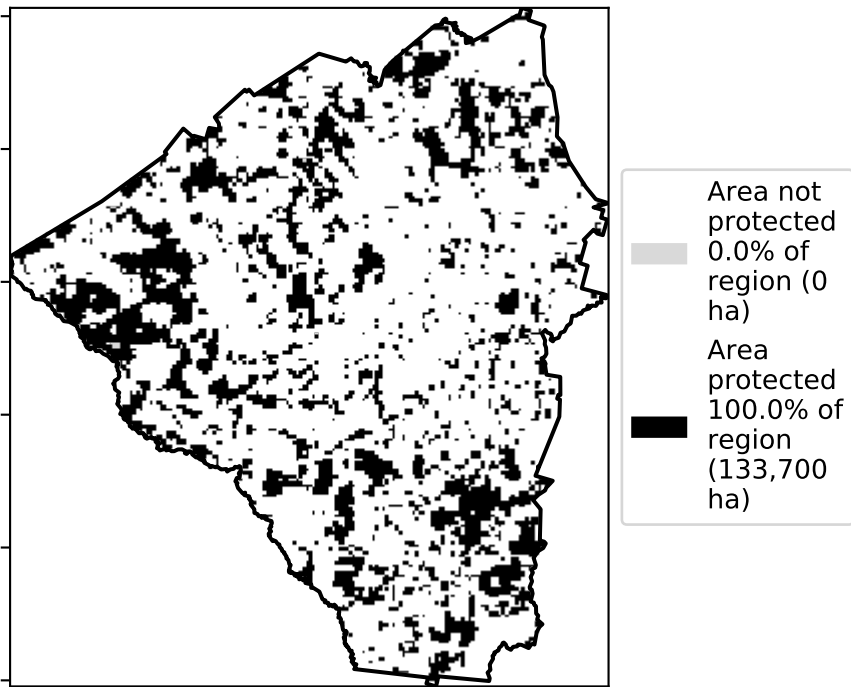 Area not
protected
0.0% of
region (0
ha)
Area
protected
100.0% of
region
(133,700
ha)